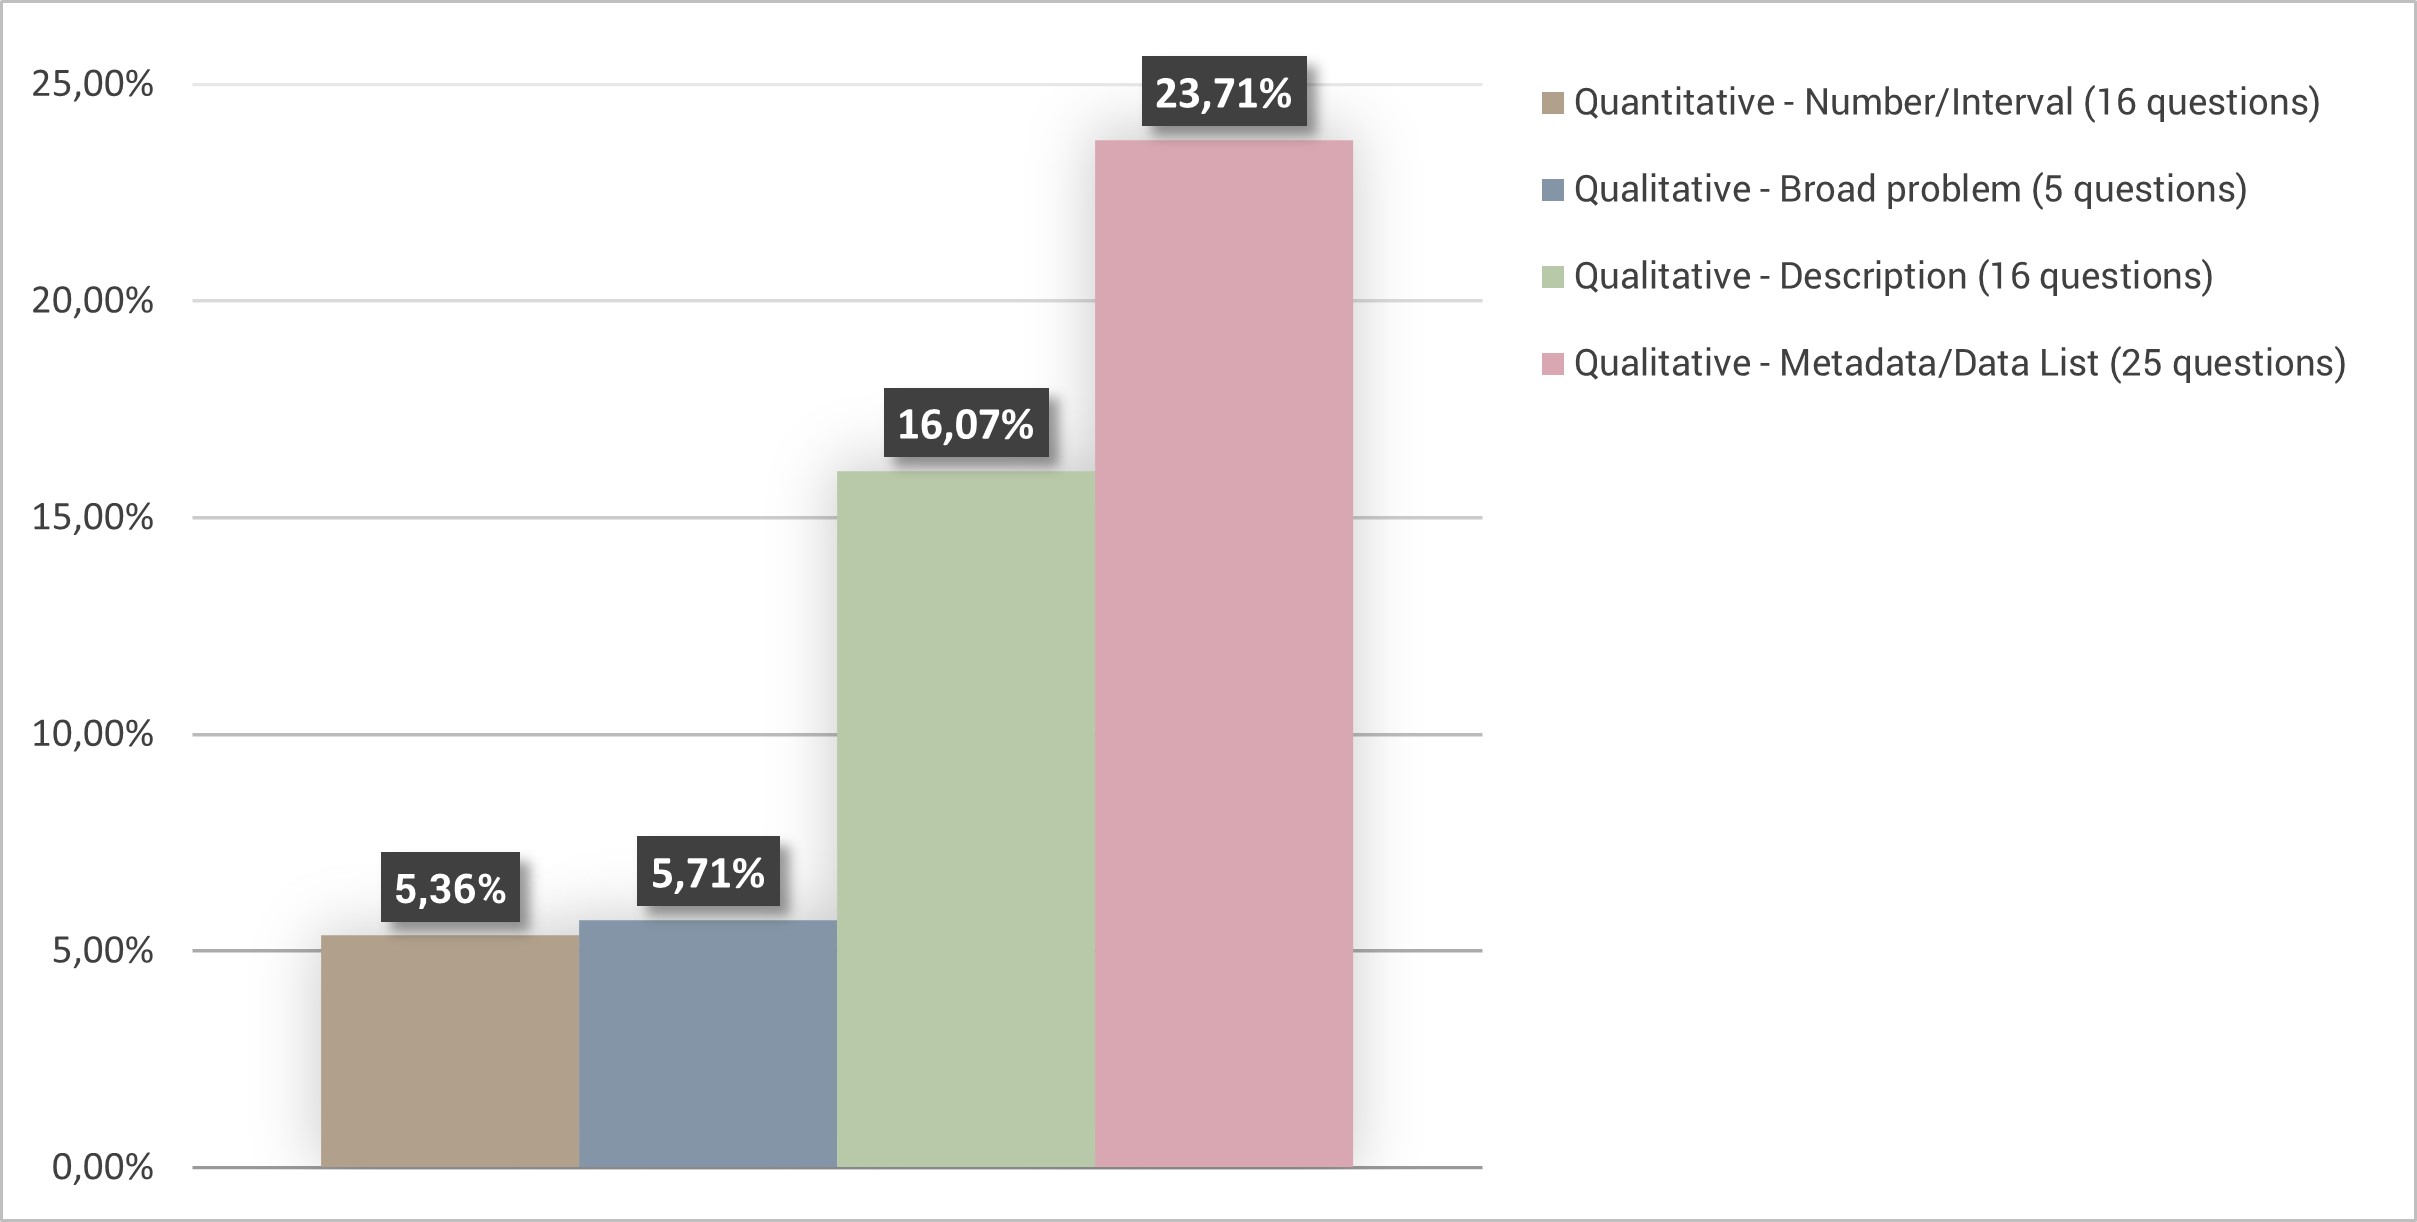 25,00%
20,00%
15,00%
10,00%
5,00%
0,00%
5,36%
5,71%
16,07%
23,71%
Quantitative - Number/Interval (16 questions)
Qualitative - Broad problem (5 questions)
Qualitative - Description (16 questions)
Qualitative - Metadata/Data List (25 questions)